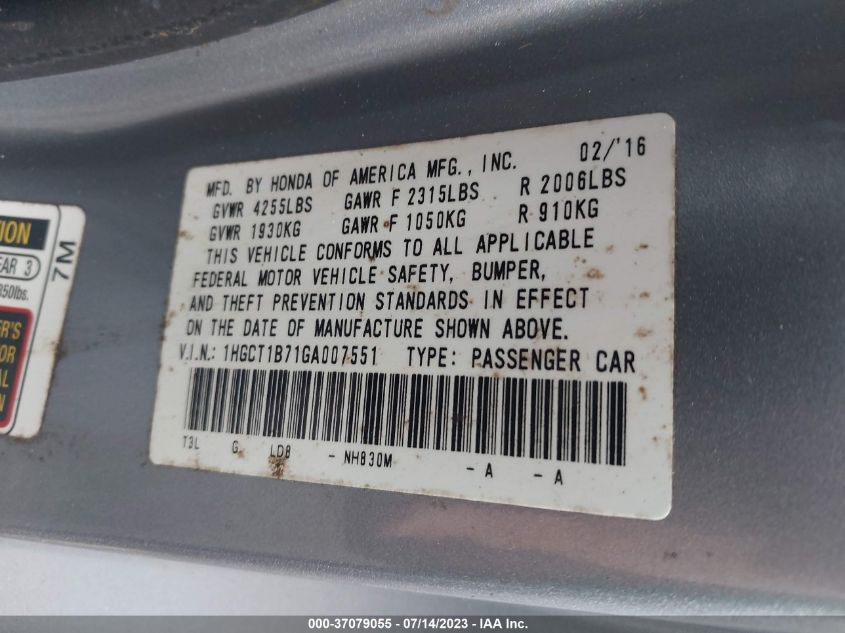 MFD. BY HONDA OF AMERICA MFG., INC. 02/'16
GVWR 4255LBS GAWR F 2315LBS R 2006LBS
GVWR 1930KG GAWR F 1050KG R 910KG
THIS VEHICLE CONFORMS TO ALL APPLICABLE
FEDERAL MOTOR VEHICLE SAFETY, BUMPER,
AND THEFT PREVENTION STANDARDS IN EFFECT
ON THE DATE OF MANUFACTURE SHOWN ABOVE.
V.I.N.: 1HGCT1B71GA007551 TYPE: PASSENGER CAR
T3L G LD8 - NH830M - A - A
7M
000-37079055 - 07/14/2023 - IAA Inc.